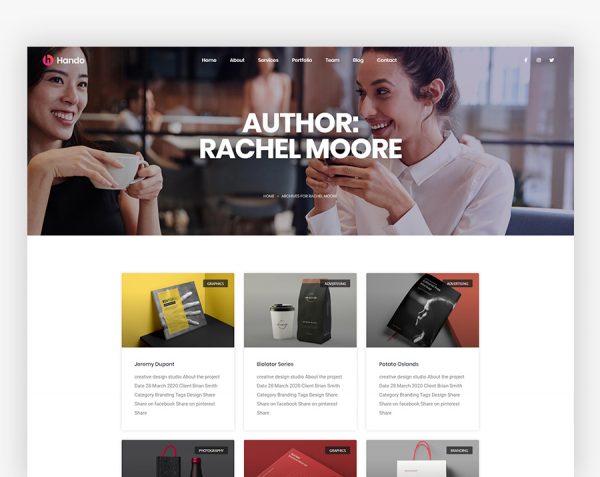 Hando
Home About Services Portfolio Team Blog Contact
AUTHOR:
RACHEL MOORE
HOME » ARCHIVES FOR RACHEL MOORE
GRAPHICS
ADVERTISING
ADVERTISING
Jeremy Dupont
creative design studio About the project
Date 26 March 2020 Client Brian Smith
Category Branding Tags Design Share
Share on facebook Share on pinterest
Share
Bialator Series
creative design studio About the project
Date 26 March 2020 Client Brian Smith
Category Branding Tags Design Share
Share on facebook Share on pinterest
Share
Potato Oslands
creative design studio About the project
Date 26 March 2020 Client Brian Smith
Category Branding Tags Design Share
Share on facebook Share on pinterest
Share
PHOTOGRAPHY
GRAPHICS
BRANDING